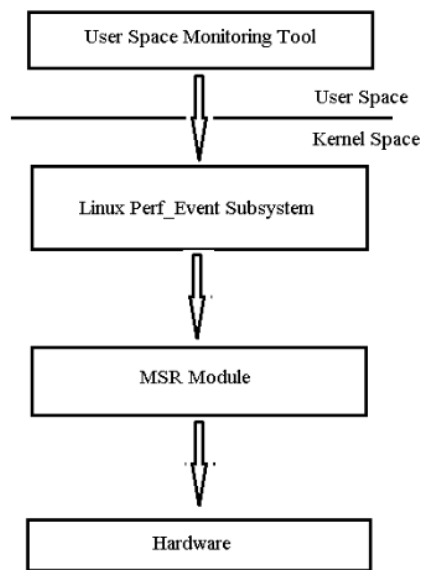 User Space Monitoring Tool
User Space
Kernel Space
Linux Perf_Event Subsystem
MSR Module
Hardware